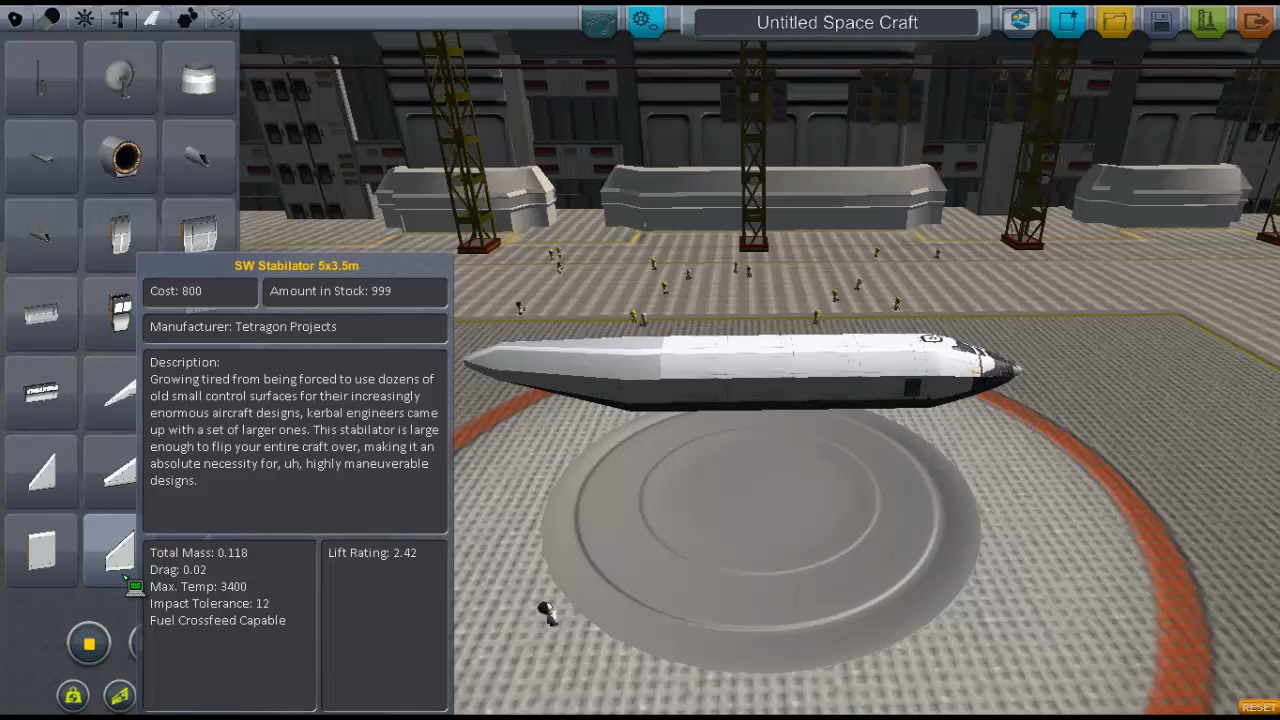 Untitled Space Craft
SW Stabilator 5x3.5m
Cost: 800
Amount in Stock: 999
Manufacturer: Tetragon Projects
Description:
Growing tired from being forced to use dozens of
old small control surfaces for their increasingly
enormous aircraft designs, kerbal engineers came
up with a set of larger ones. This stabilator is large
enough to flip your entire craft over, making it an
absolute necessity for, uh, highly maneuverable
designs.
Total Mass: 0.118
Drag: 0.02
Max. Temp: 3400
Impact Tolerance: 12
Fuel Crossfeed Capable
Lift Rating: 2.42
RESET